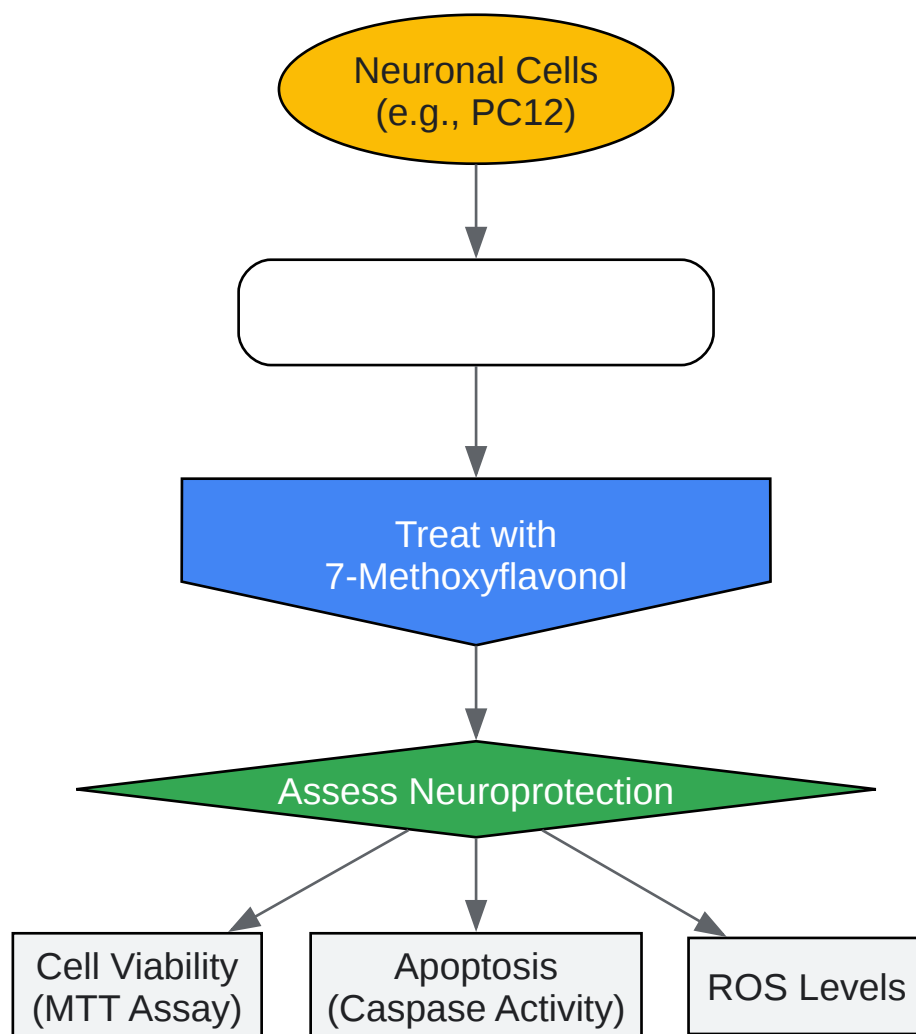 Neuronal Cells
(e.g., PC12)
Treat with
7-Methoxyflavonol
Assess Neuroprotection
Cell Viability
(MTT Assay)
Apoptosis
(Caspase Activity)
ROS Levels